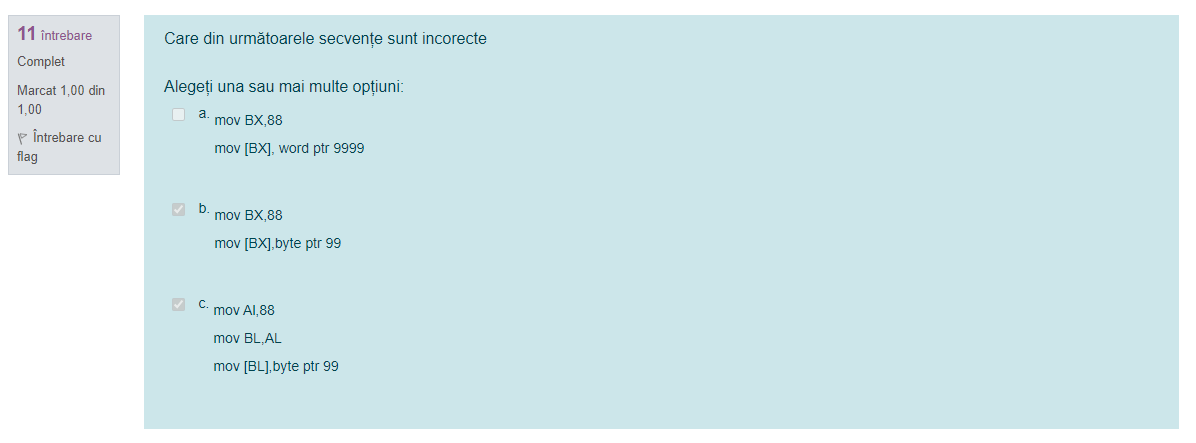 11 întrebare
Complet
Marcat 1,00 din
1,00
Întrebare cu
flag
Care din următoarele secvențe sunt incorecte
Alegeți una sau mai multe opțiuni:
a. mov BX,88
mov [BX], word ptr 9999
b. mov BX,88
mov [BX],byte ptr 99
c. mov Al,88
mov BL,AL
mov [BL],byte ptr 99